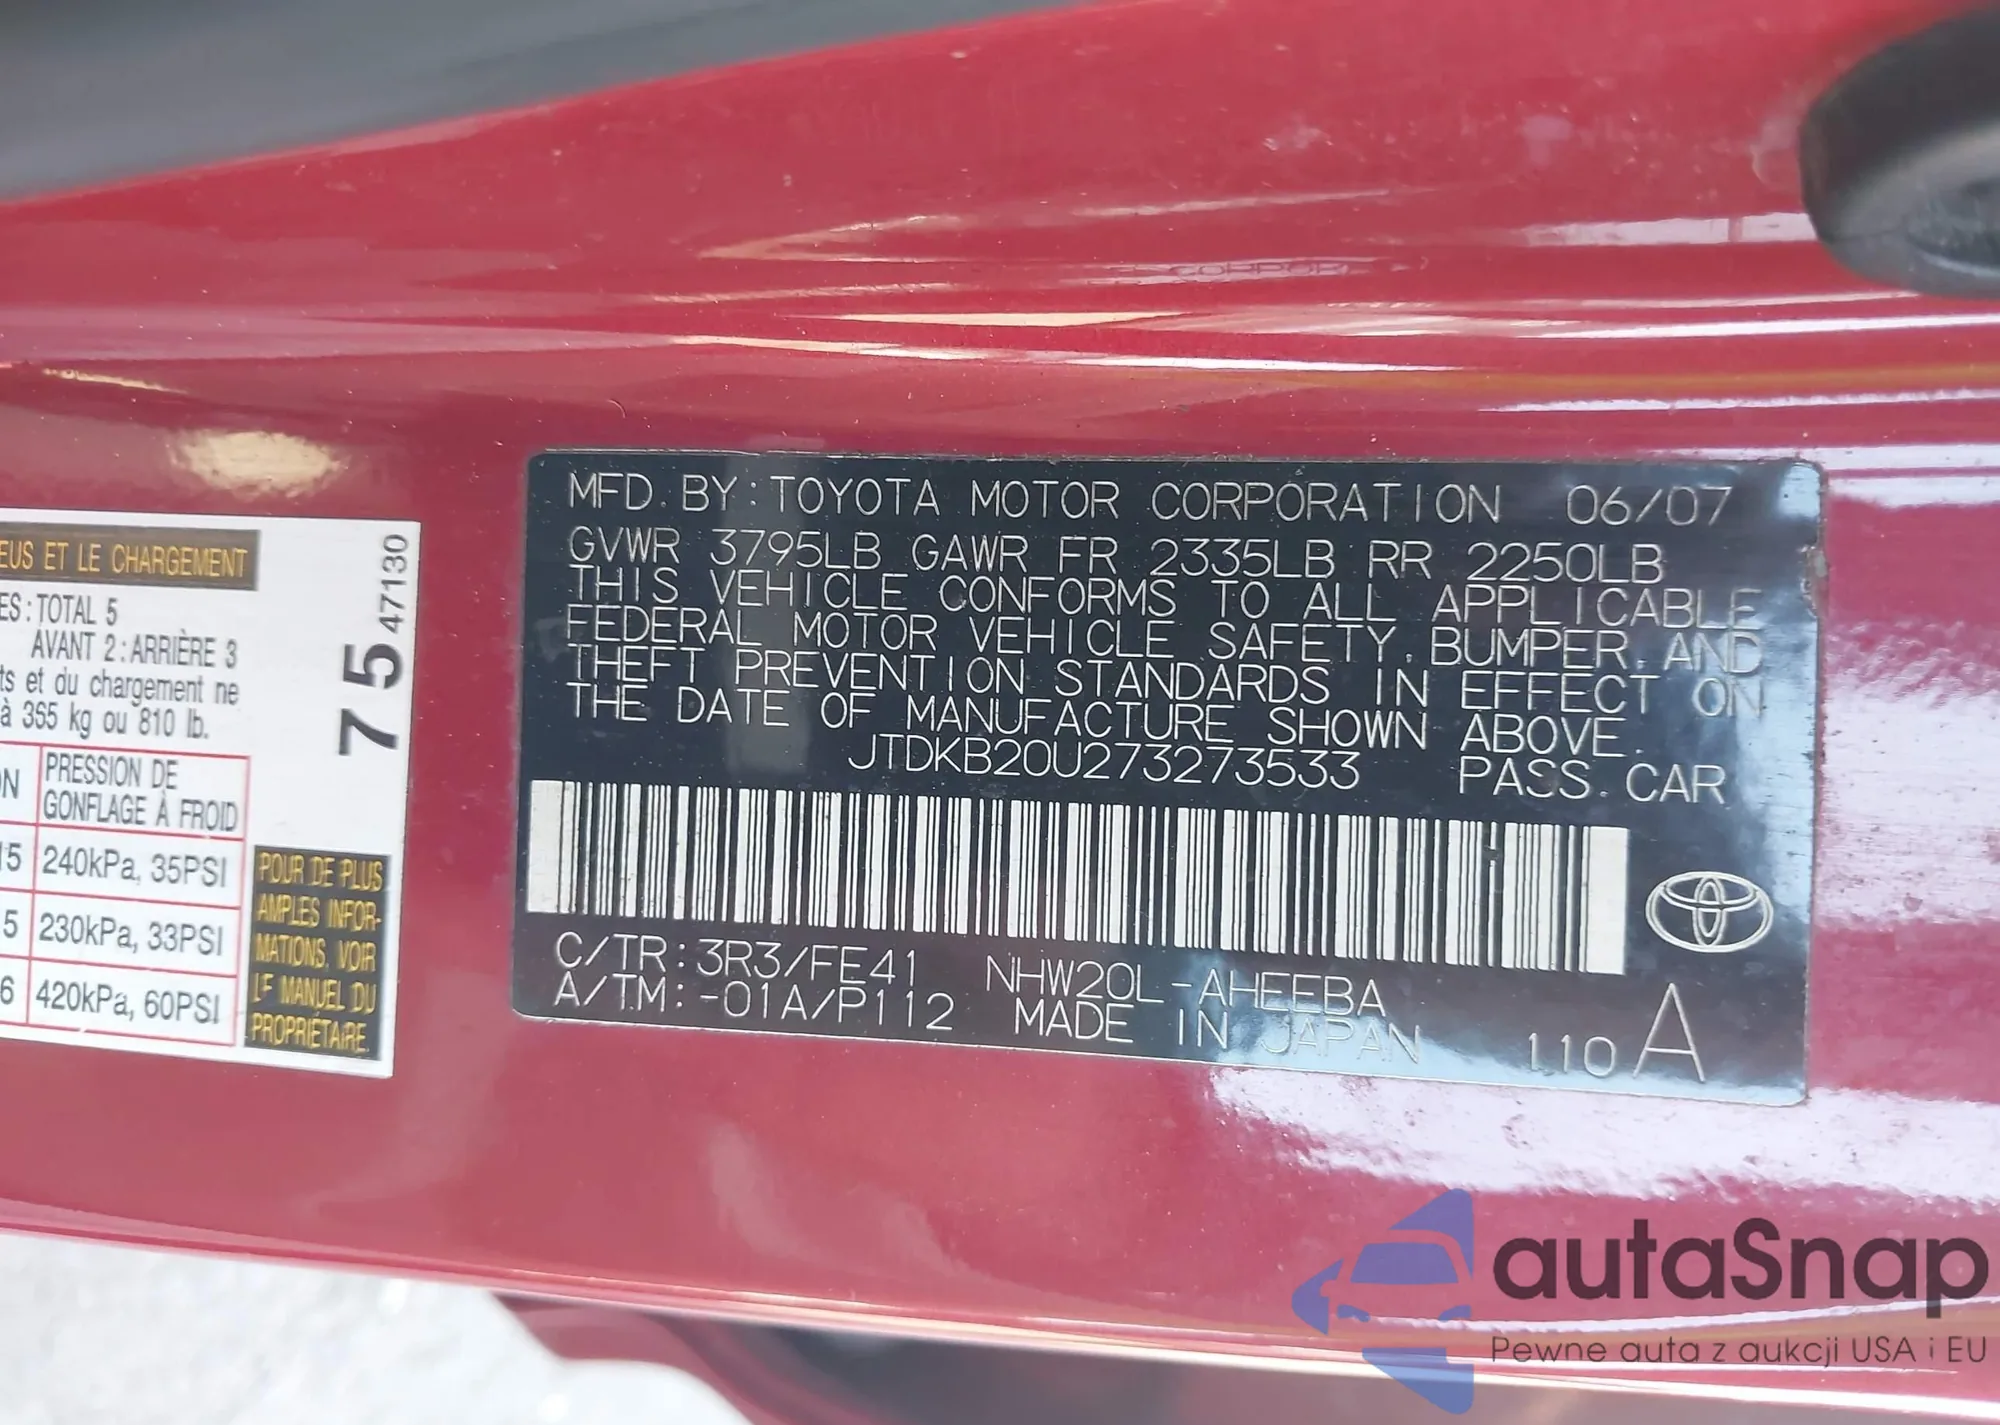 EUS ET LE CHARGEMENT
ES : TOTAL 5
AVANT 2 : ARRIÈRE 3
ts et du chargement ne
à 365 kg ou 810 lb.
47130
75
ON
PRESSION DE
GONFLAGE À FROID
15 240kPa, 35PSI
5 230kPa, 33PSI
6 420kPa, 60PSI
POUR DE PLUS
AMPLES INFOR-
MATIONS, VOIR
LE MANUEL DU
PROPRIÉTAIRE.
MFD. BY : TOYOTA MOTOR CORPORATION 06/07
GVWR 3795LB GAWR FR 2335LB RR 2250LB
THIS VEHICLE CONFORMS TO ALL APPLICABLE
FEDERAL MOTOR VEHICLE SAFETY, BUMPER, AND
THEFT PREVENTION STANDARDS IN EFFECT ON
THE DATE OF MANUFACTURE SHOWN ABOVE.
JTDKB20U273273533 PASS. CAR
C/TR: 3R3/FE41 NHW20L-AHEEBA
A/TM: -01A/P112 MADE IN JAPAN 110 A
autaSnap
Pewne auta z aukcji USA i EU